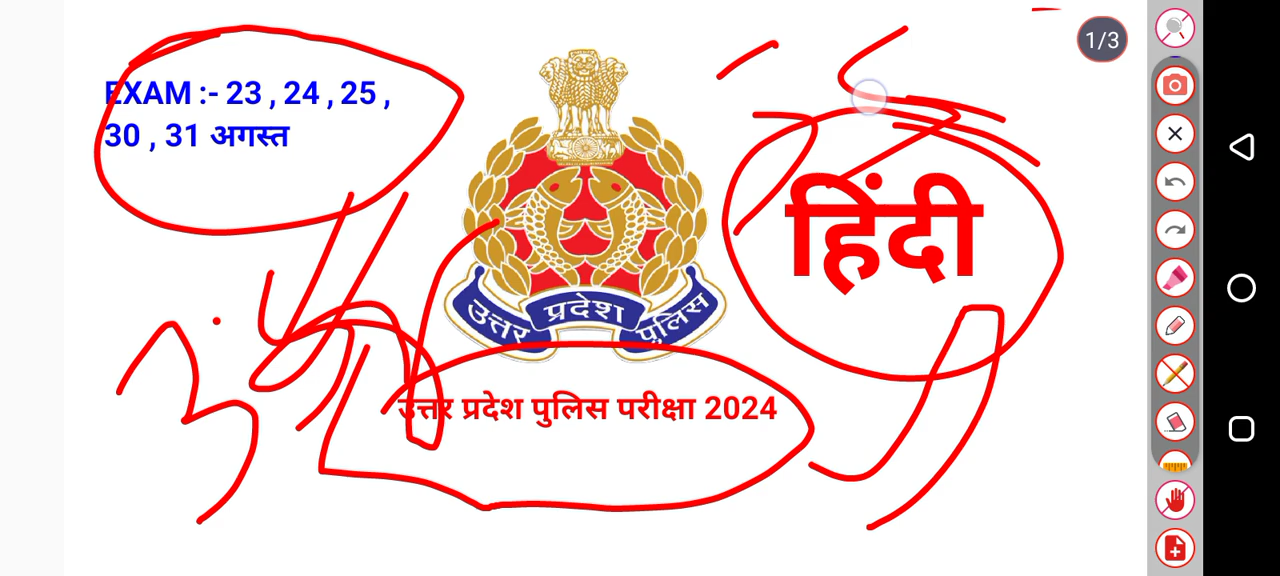 EXAM :- 23 , 24 , 25 ,
30 , 31 अगस्त
1/3
हिंदी
उत्तर प्रदेश पुलिस
उत्तर प्रदेश पुलिस परीक्षा 2024